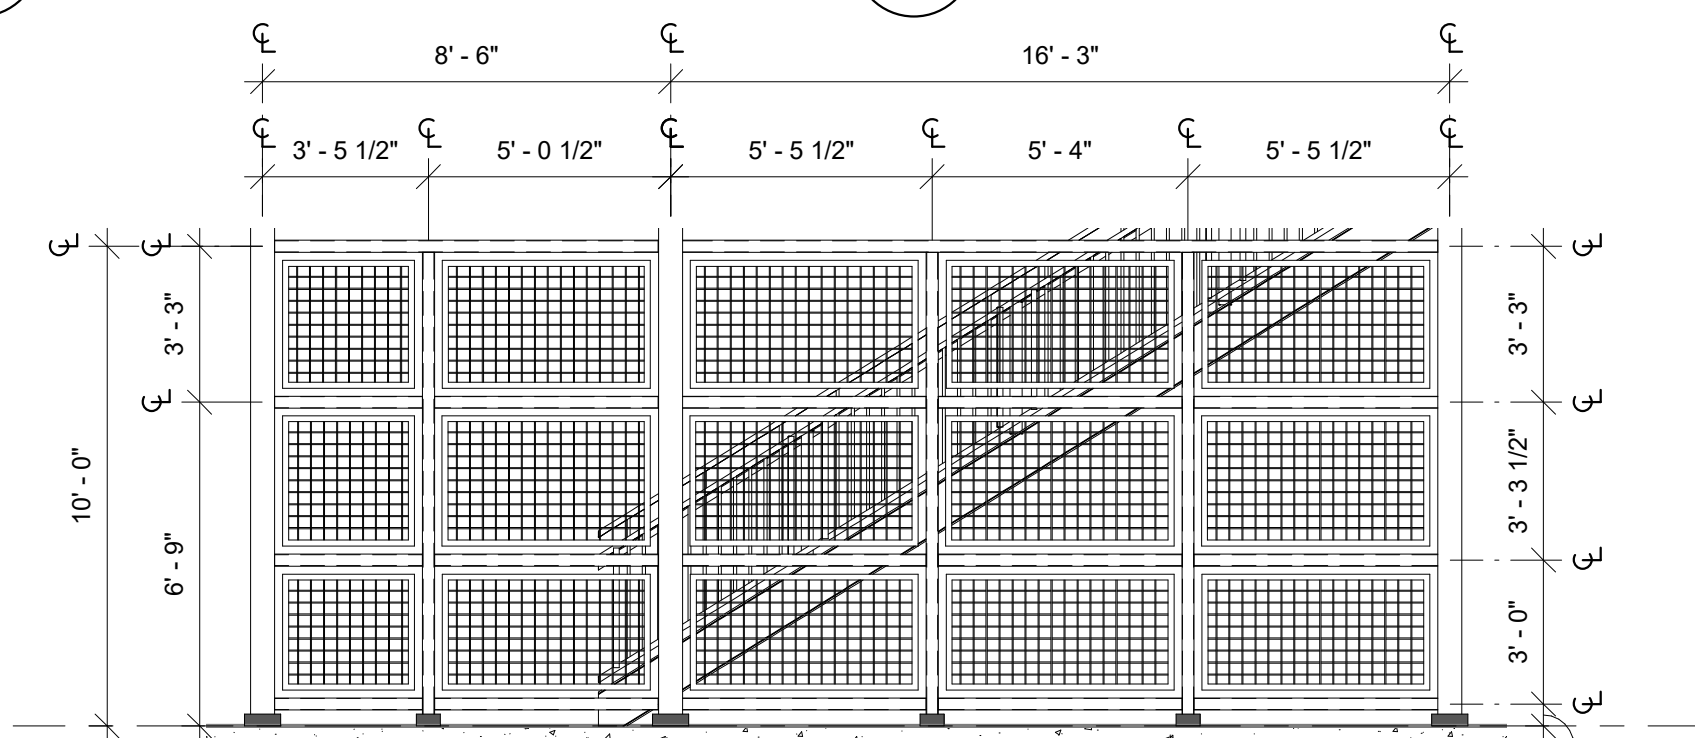 8' - 6" 16' - 3"
3' - 5 1/2" 5' - 0 1/2" 5' - 5 1/2" 5' - 4" 5' - 5 1/2"
3' - 3"
6' - 9"
10' - 0"
3' - 3"
3' - 3 1/2"
3' - 0"